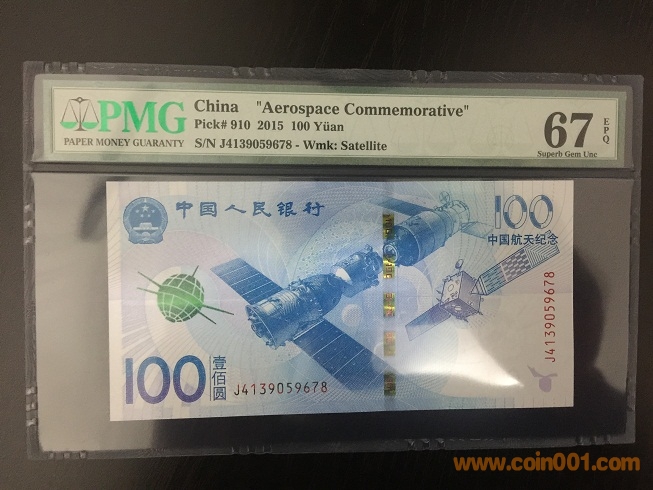 PMG
PAPER MONEY GUARANTY
China "Aerospace Commemorative"
Pick# 910 2015 100 Yüan
S/N J4139059678 - Wmk: Satellite
67 EPQ
Superb Gem Unc
中国人民银行
100
中国航天纪念
J4139059678
100 壹佰圆
J4139059678
www.coin001.com